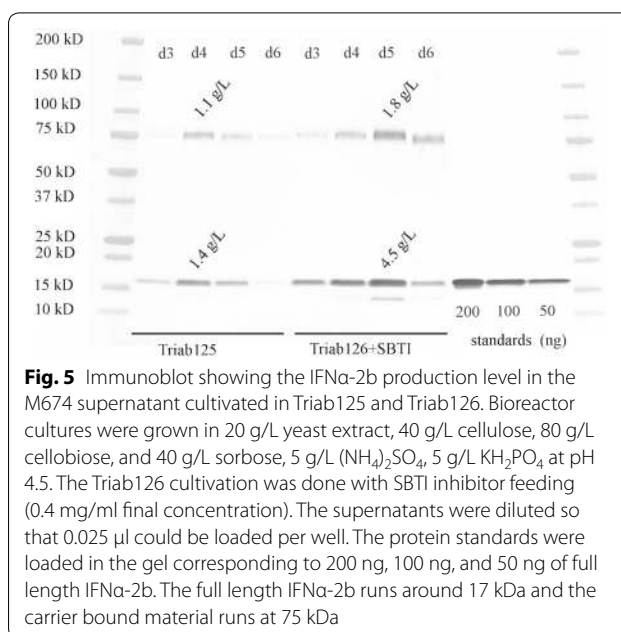 200 kD
150 kD
100 kD
75 kD
50 kD
37 kD
25 kD
20 kD
15 kD
10 kD
d3 d4 d5 d6 d3 d4 d5 d6
1.1 g/L 1.8 g/L
1.4 g/L 4.5 g/L
200 100 50
standards (ng)
Triab125 Triab126+SBTI
Fig. 5 Immunoblot showing the IFNα-2b production level in the
M674 supernatant cultivated in Triab125 and Triab126. Bioreactor
cultures were grown in 20 g/L yeast extract, 40 g/L cellulose, 80 g/L
cellobiose, and 40 g/L sorbose, 5 g/L (NH₄)₂SO₄, 5 g/L KH₂PO₄ at pH
4.5. The Triab126 cultivation was done with SBTI inhibitor feeding
(0.4 mg/ml final concentration). The supernatants were diluted so
that 0.025 µl could be loaded per well. The protein standards were
loaded in the gel corresponding to 200 ng, 100 ng, and 50 ng of full
length IFNα-2b. The full length IFNα-2b runs around 17 kDa and the
carrier bound material runs at 75 kDa